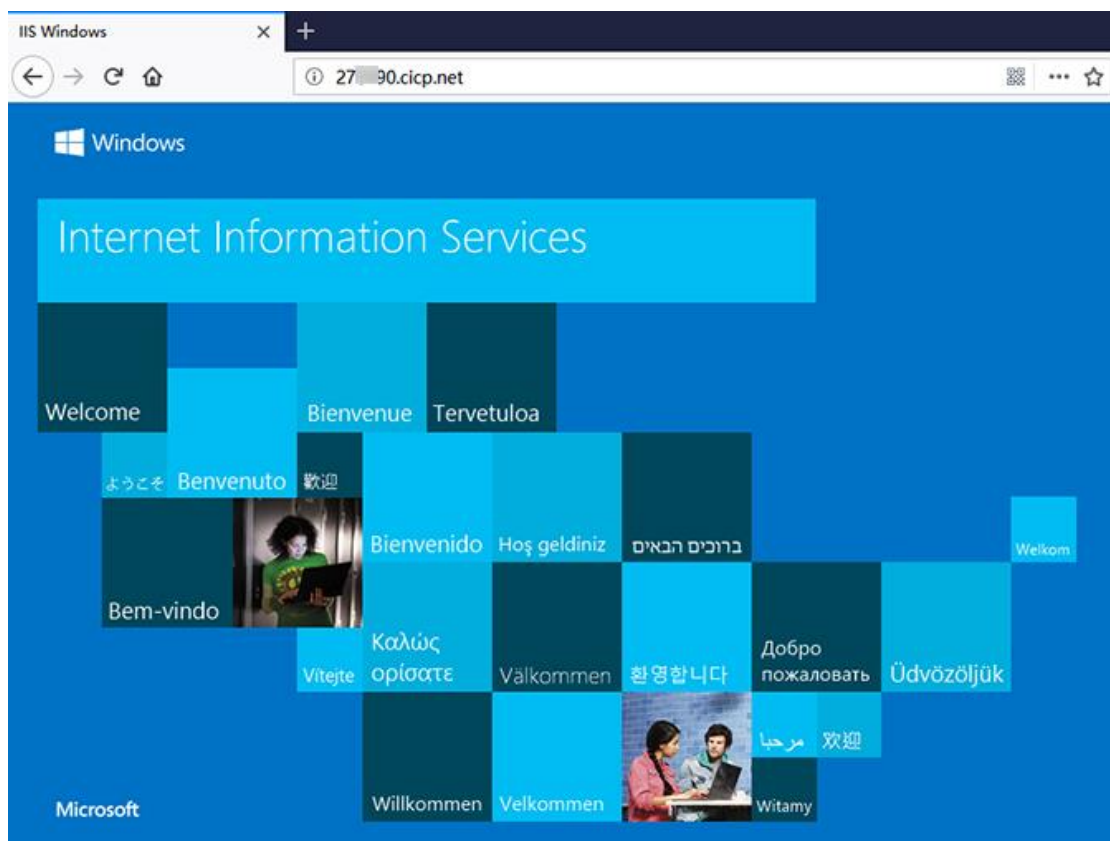 IIS Windows
27 90.cicp.net
Windows
Internet Information Services
Welcome
Bienvenue
Tervetuloa
ようこそ
Benvenuto
歡迎
Bienvenido
Hoş geldiniz
ברוכים הבאים
Welkom
Bem-vindo
Vítejte
Καλώς
ορίσατε
Välkommen
환영합니다
Добро
пожаловать
Üdvözöljük
مرحبا
欢迎
Microsoft
Willkommen
Velkommen
Witamy